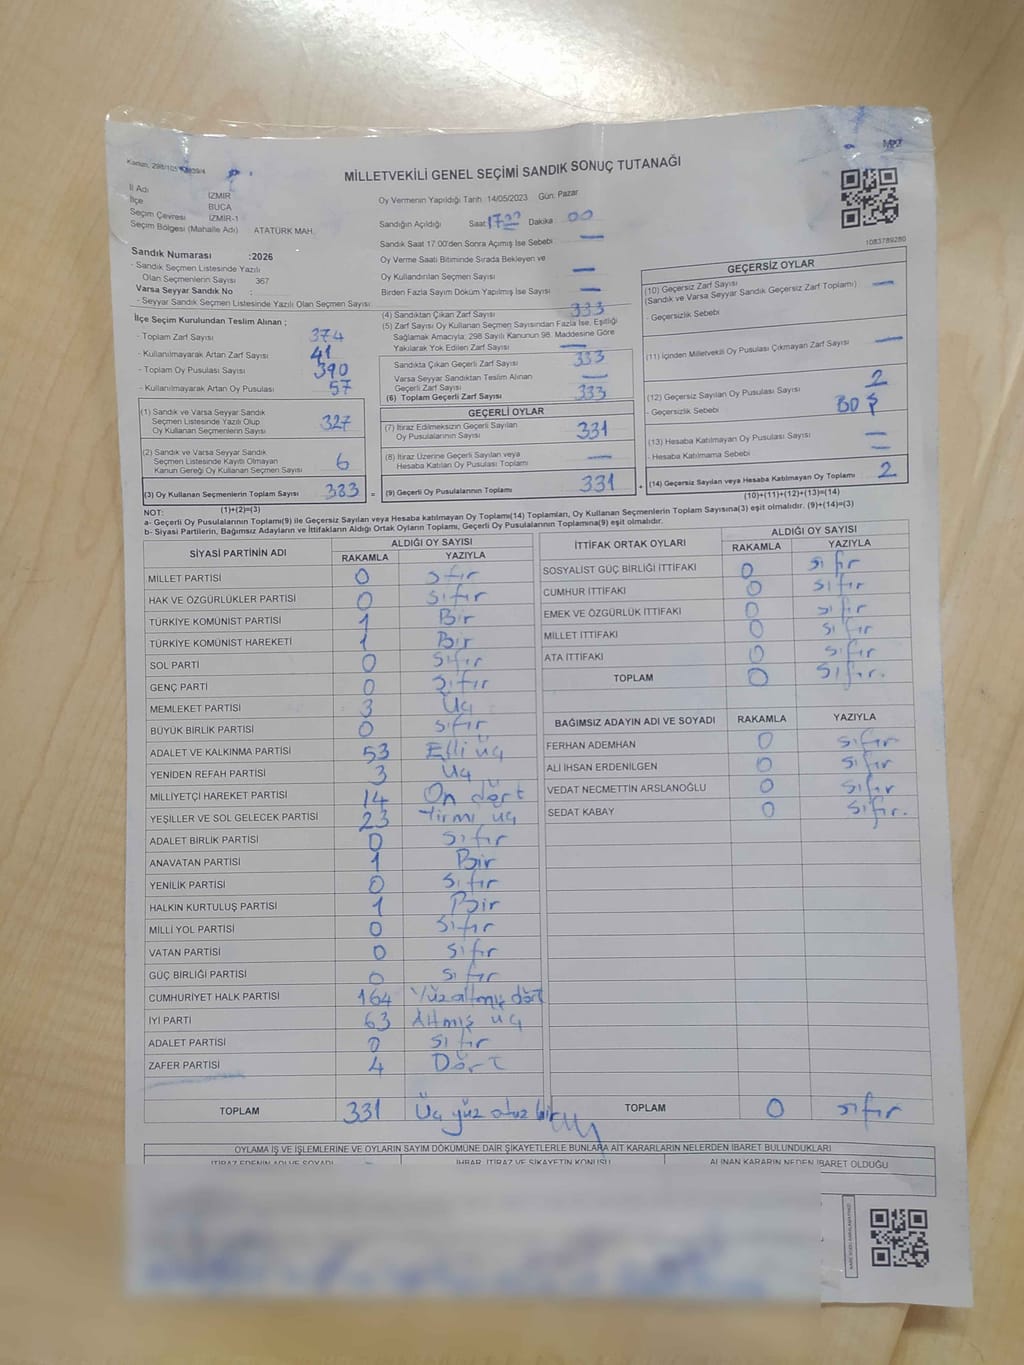 Kanun, 298/105
MİLLETVEKİLİ GENEL SEÇİMİ SANDIK SONUÇ TUTANAĞI
İl Adı İZMİR
İlçe BUCA
Seçim Çevresi İZMİR-1
Seçim Bölgesi (Mahalle Adı) ATATÜRK MAH.
Oy Vermenin Yapıldığı Tarih: 14/05/2023 Gün: Pazar
Sandığın Açıldığı Saat 17:00 Dakika: 00
Sandık Saat 17.00'den Sonra Açımış İse Sebebi: —
Oy Verme Saati Bitiminde Sırada Bekleyen ve
Oy Kullandırılan Seçmen Sayısı —
Birden Fazla Sayım Döküm Yapılmış İse Sayısı —
1083789280
Sandık Numarası :2026
- Sandık Seçmen Listesinde Yazılı
Olan Seçmenlerin Sayısı 367
Varsa Seyyar Sandık No :
- Seyyar Sandık Seçmen Listesinde Yazılı Olan Seçmen Sayısı:
İlçe Seçim Kurulundan Teslim Alınan ;
- Toplam Zarf Sayısı 374
- Kullanılmayarak Artan Zarf Sayısı 41
- Toplam Oy Pusulası Sayısı 390
- Kullanılmayarak Artan Oy Pusulası 57
(1) Sandık ve Varsa Seyyar Sandık
Seçmen Listesinde Yazılı Olup
Oy Kullanan Seçmenlerin Sayısı 327
(2) Sandık ve Varsa Seyyar Sandık
Seçmen Listesinde Kayıtlı Olmayan
Kanun Gereği Oy Kullanan Seçmen Sayısı 6
(3) Oy Kullanan Seçmenlerin Toplam Sayısı 333 =
(1)+(2)=(3)
(4) Sandıktan Çıkan Zarf Sayısı 333
(5) Zarf Sayısı Oy Kullanan Seçmen Sayısından Fazla İse, Eşitliği
Sağlamak Amacıyla; 298 Sayılı Kanunun 98. Maddesine Göre
Yakılarak Yok Edilen Zarf Sayısı —
Sandıkta Çıkan Geçerli Zarf Sayısı 333
Varsa Seyyar Sandıktan Teslim Alınan
Geçerli Zarf Sayısı —
(6) Toplam Geçerli Zarf Sayısı 333
GEÇERLİ OYLAR
(7) İtiraz Edilmeksizin Geçerli Sayılan
Oy Pusulalarının Sayısı 331
(8) İtiraz Üzerine Geçerli Sayılan veya
Hesaba Katılan Oy Pusulası Toplamı —
(9) Geçerli Oy Pusulalarının Toplamı 331 +
GEÇERSİZ OYLAR
(10) Geçersiz Zarf Sayısı
(Sandık ve Varsa Seyyar Sandık Geçersiz Zarf Toplamı) —
- Geçersizlik Sebebi
(11) İçinden Milletvekili Oy Pusulası Çıkmayan Zarf Sayısı —
(12) Geçersiz Sayılan Oy Pusulası Sayısı 2
- Geçersizlik Sebebi BOŞ
(13) Hesaba Katılmayan Oy Pusulası Sayısı —
- Hesaba Katılmama Sebebi —
(14) Geçersiz Sayılan veya Hesaba Katılmayan Oy Toplamı 2
(10)+(11)+(12)+(13)=(14)
NOT:
a- Geçerli Oy Pusulalarının Toplamı(9) ile Geçersiz Sayılan veya Hesaba katılmayan Oy Toplamı(14) Toplamları, Oy Kullanan Seçmenlerin Toplam Sayısına(3) eşit olmalıdır. (9)+(14)=(3)
b- Siyasi Partilerin, Bağımsız Adayların ve İttifakların Aldığı Ortak Oyların Toplamı, Geçerli Oy Pusulalarının Toplamına(9) eşit olmalıdır.
SİYASİ PARTİNİN ADI ALDIĞI OY SAYISI
RAKAMLA YAZIYLA
MİLLET PARTİSİ 0 sıfır
HAK VE ÖZGÜRLÜKLER PARTİSİ 0 sıfır
TÜRKİYE KOMÜNİST PARTİSİ 1 Bir
TÜRKİYE KOMÜNİST HAREKETİ 1 Bir
SOL PARTİ 0 sıfır
GENÇ PARTİ 0 sıfır
MEMLEKET PARTİSİ 3 Üç
BÜYÜK BİRLİK PARTİSİ 0 sıfır
ADALET VE KALKINMA PARTİSİ 53 Elli üç
YENİDEN REFAH PARTİSİ 3 Üç
MİLLİYETÇİ HAREKET PARTİSİ 14 On dört
YEŞİLLER VE SOL GELECEK PARTİSİ 23 Yirmi üç
ADALET BİRLİK PARTİSİ 0 sıfır
ANAVATAN PARTİSİ 1 Bir
YENİLİK PARTİSİ 0 sıfır
HALKIN KURTULUŞ PARTİSİ 1 Bir
MİLLİ YOL PARTİSİ 0 sıfır
VATAN PARTİSİ 0 sıfır
GÜÇ BİRLİĞİ PARTİSİ 0 sıfır
CUMHURİYET HALK PARTİSİ 164 Yüz altmış dört
İYİ PARTİ 63 Altmış üç
ADALET PARTİSİ 0 sıfır
ZAFER PARTİSİ 4 Dört
TOPLAM 331 Üç yüz otuz bir
İTTİFAK ORTAK OYLARI ALDIĞI OY SAYISI
RAKAMLA YAZIYLA
SOSYALİST GÜÇ BİRLİĞİ İTTİFAKI 0 sıfır
CUMHUR İTTİFAKI 0 sıfır
EMEK VE ÖZGÜRLÜK İTTİFAKI 0 sıfır
MİLLET İTTİFAKI 0 sıfır
ATA İTTİFAKI 0 sıfır
TOPLAM 0 sıfır.
BAĞIMSIZ ADAYIN ADI VE SOYADI RAKAMLA YAZIYLA
FERHAN ADEMHAN 0 sıfır
ALİ İHSAN ERDENİLGEN 0 sıfır
VEDAT NECMETTİN ARSLANOĞLU 0 sıfır
SEDAT KABAY 0 sıfır.
TOPLAM 0 sıfır
OYLAMA İŞ VE İŞLEMLERİNE VE OYLARIN SAYIM DÖKÜMÜNE DAİR ŞİKAYETLERLE BUNLARA AİT KARARLARIN NELERDEN İBARET BULUNDUKLARI
İTİRAZ EDENİN ADI VE SOYADI İHBAR, İTİRAZ VE ŞİKAYETİN KONUSU ALINAN KARARIN NEDEN İBARET OLDUĞU